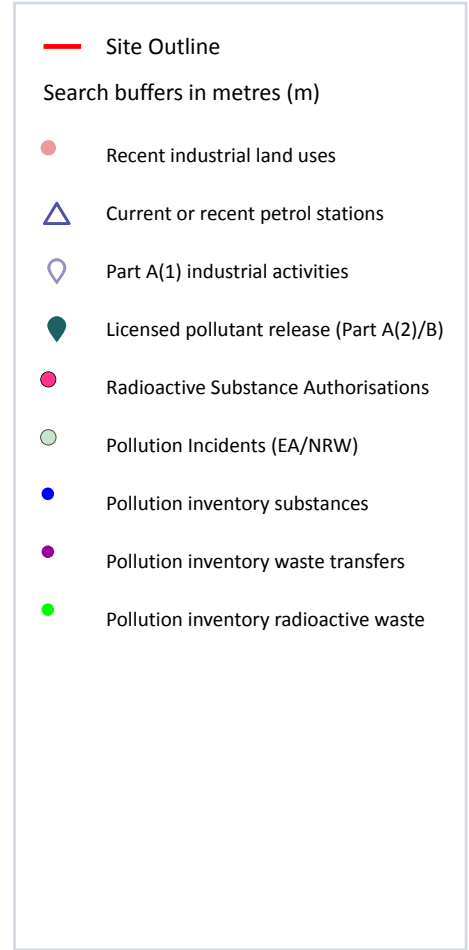 Site Outline
Search buffers in metres (m)
Recent industrial land uses
Current or recent petrol stations
Part A(1) industrial activities
Licensed pollutant release (Part A(2)/B)
Radioactive Substance Authorisations
Pollution Incidents (EA/NRW)
Pollution inventory substances
Pollution inventory waste transfers
Pollution inventory radioactive waste